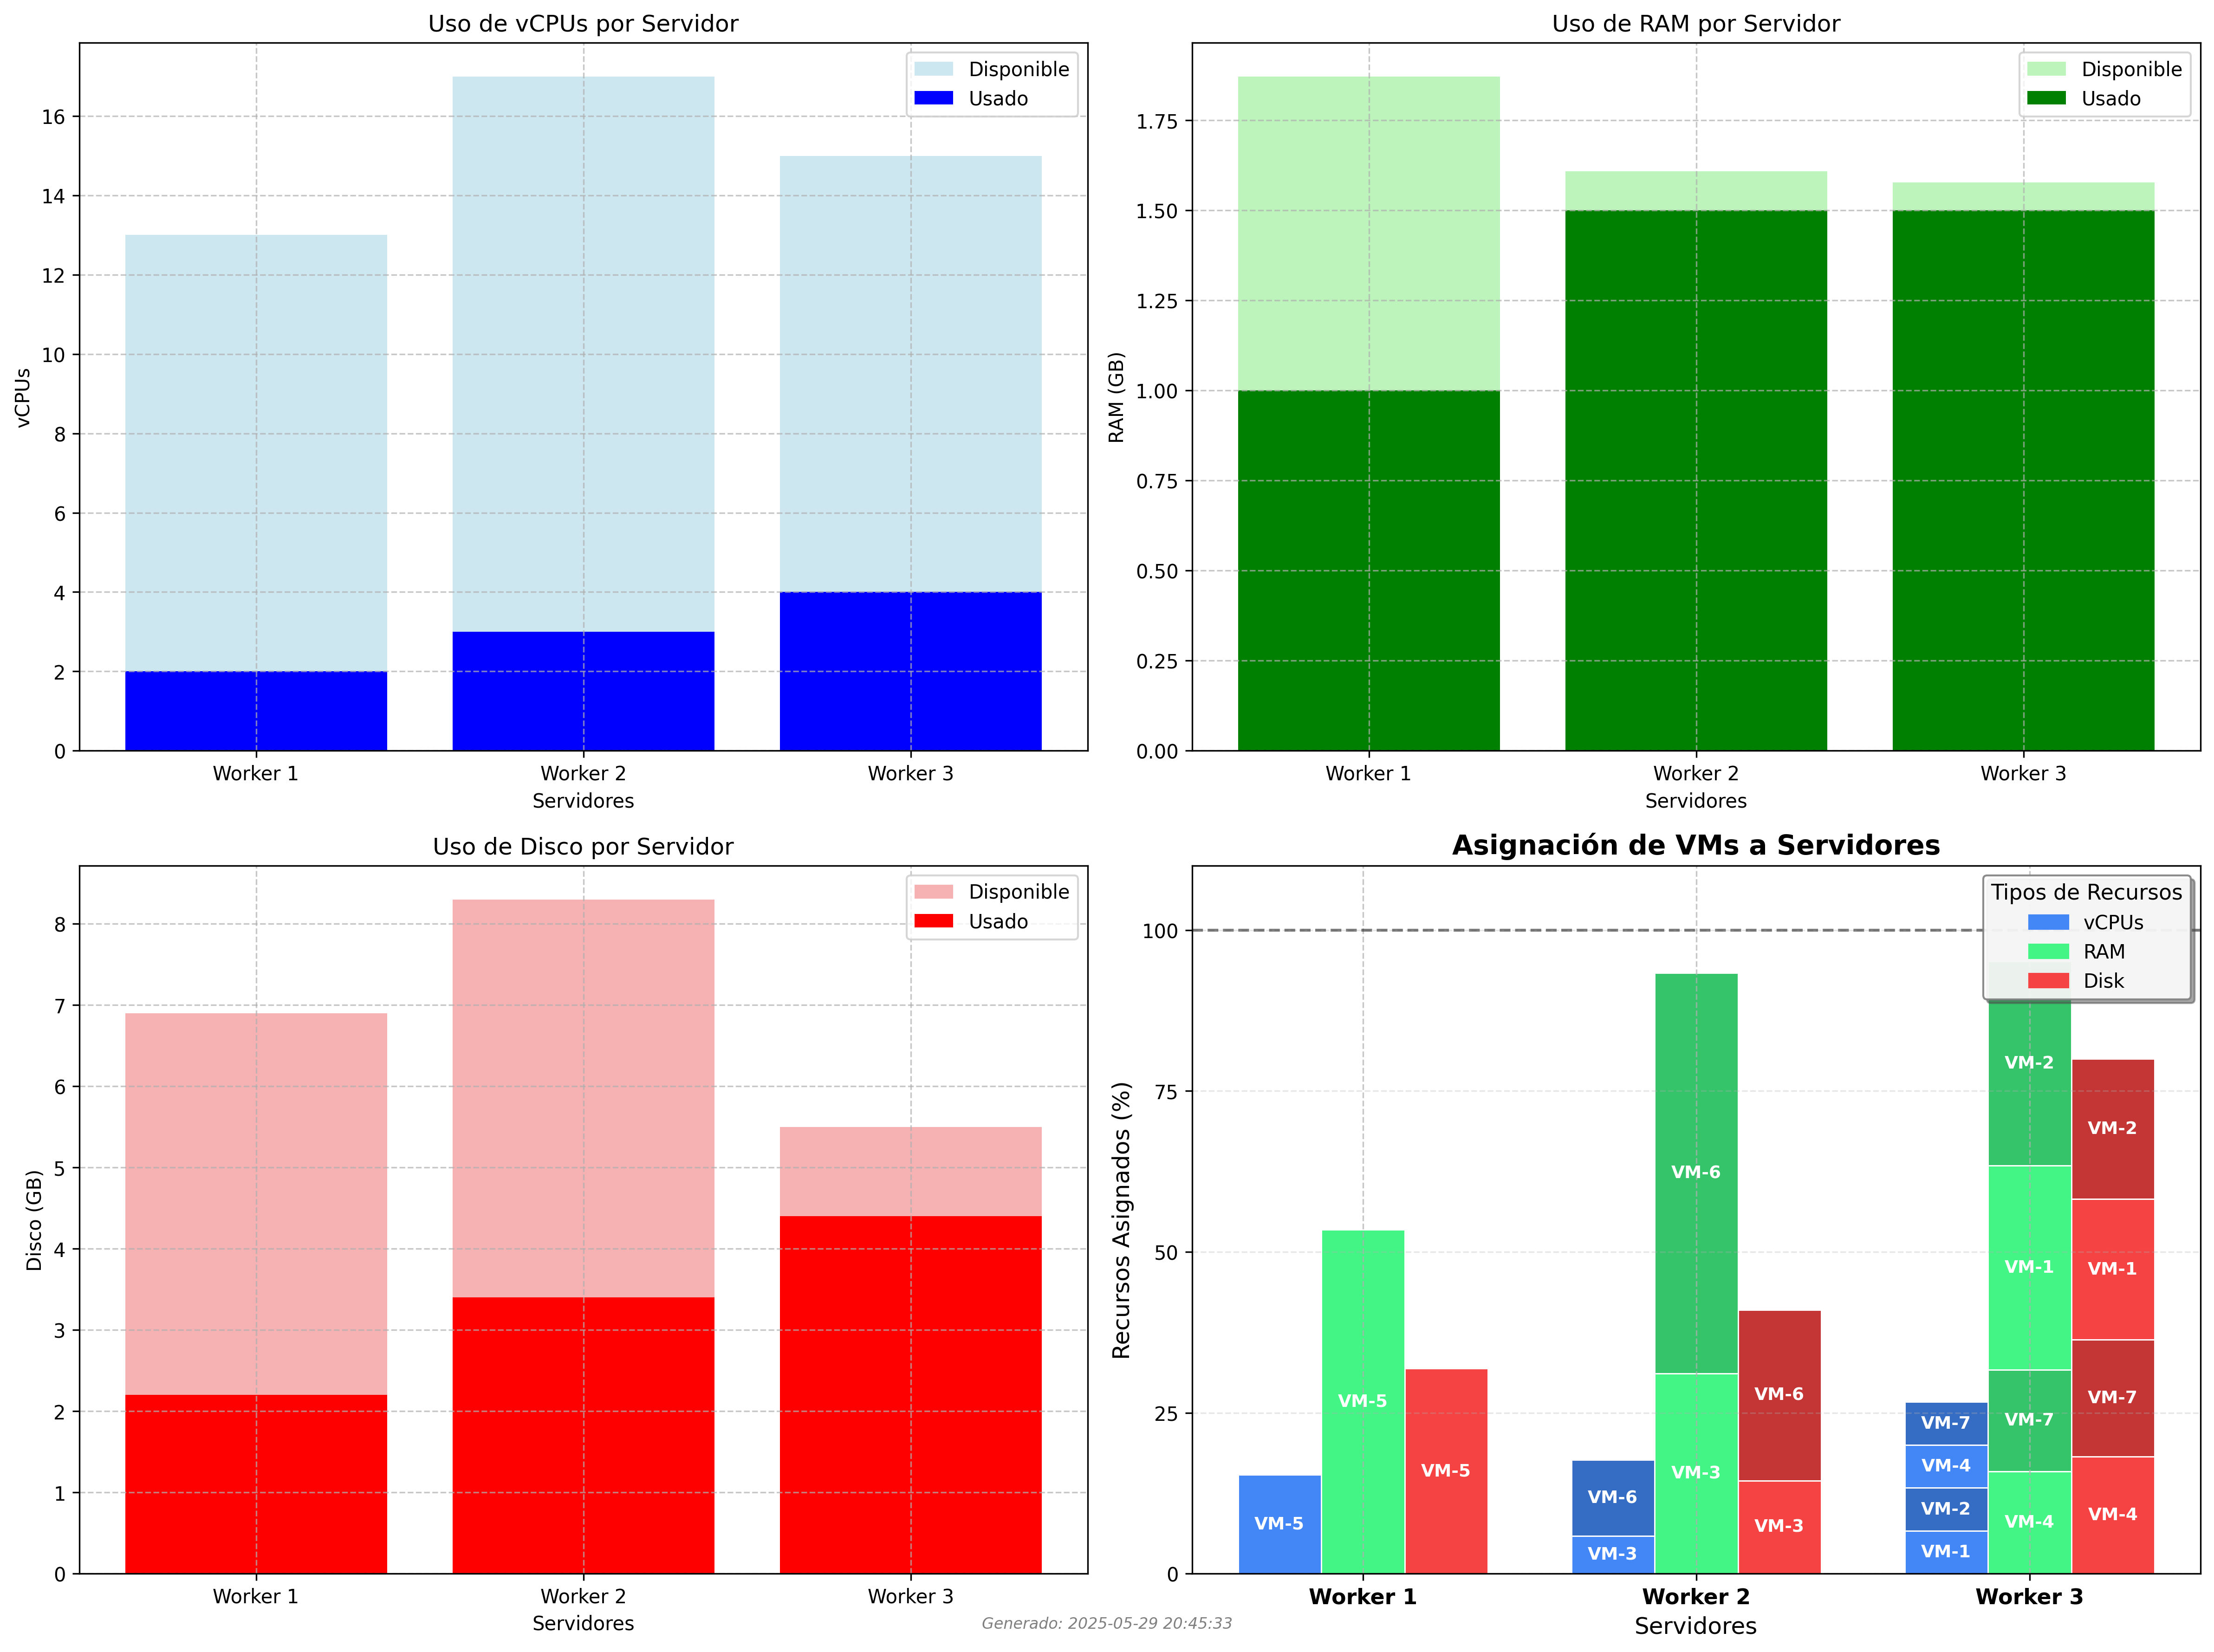 Uso de vCPUs por Servidor
Disponible
Usado
16
14
12
10
8
6
4
2
0
vCPUs
Worker 1 Worker 2 Worker 3
Servidores
Uso de RAM por Servidor
Disponible
Usado
1.75
1.50
1.25
1.00
0.75
0.50
0.25
0.00
RAM (GB)
Worker 1 Worker 2 Worker 3
Servidores
Uso de Disco por Servidor
Disponible
Usado
8
7
6
5
4
3
2
1
0
Disco (GB)
Worker 1 Worker 2 Worker 3
Servidores
Asignación de VMs a Servidores
Tipos de Recursos
vCPUs
RAM
Disk
100
75
50
25
0
Recursos Asignados (%)
VM-5
VM-5
VM-5
VM-6
VM-3
VM-6
VM-3
VM-6
VM-3
VM-7
VM-4
VM-2
VM-1
VM-2
VM-1
VM-7
VM-4
VM-2
VM-1
VM-7
VM-4
Worker 1 Worker 2 Worker 3
Servidores
Generado: 2025-05-29 20:45:33